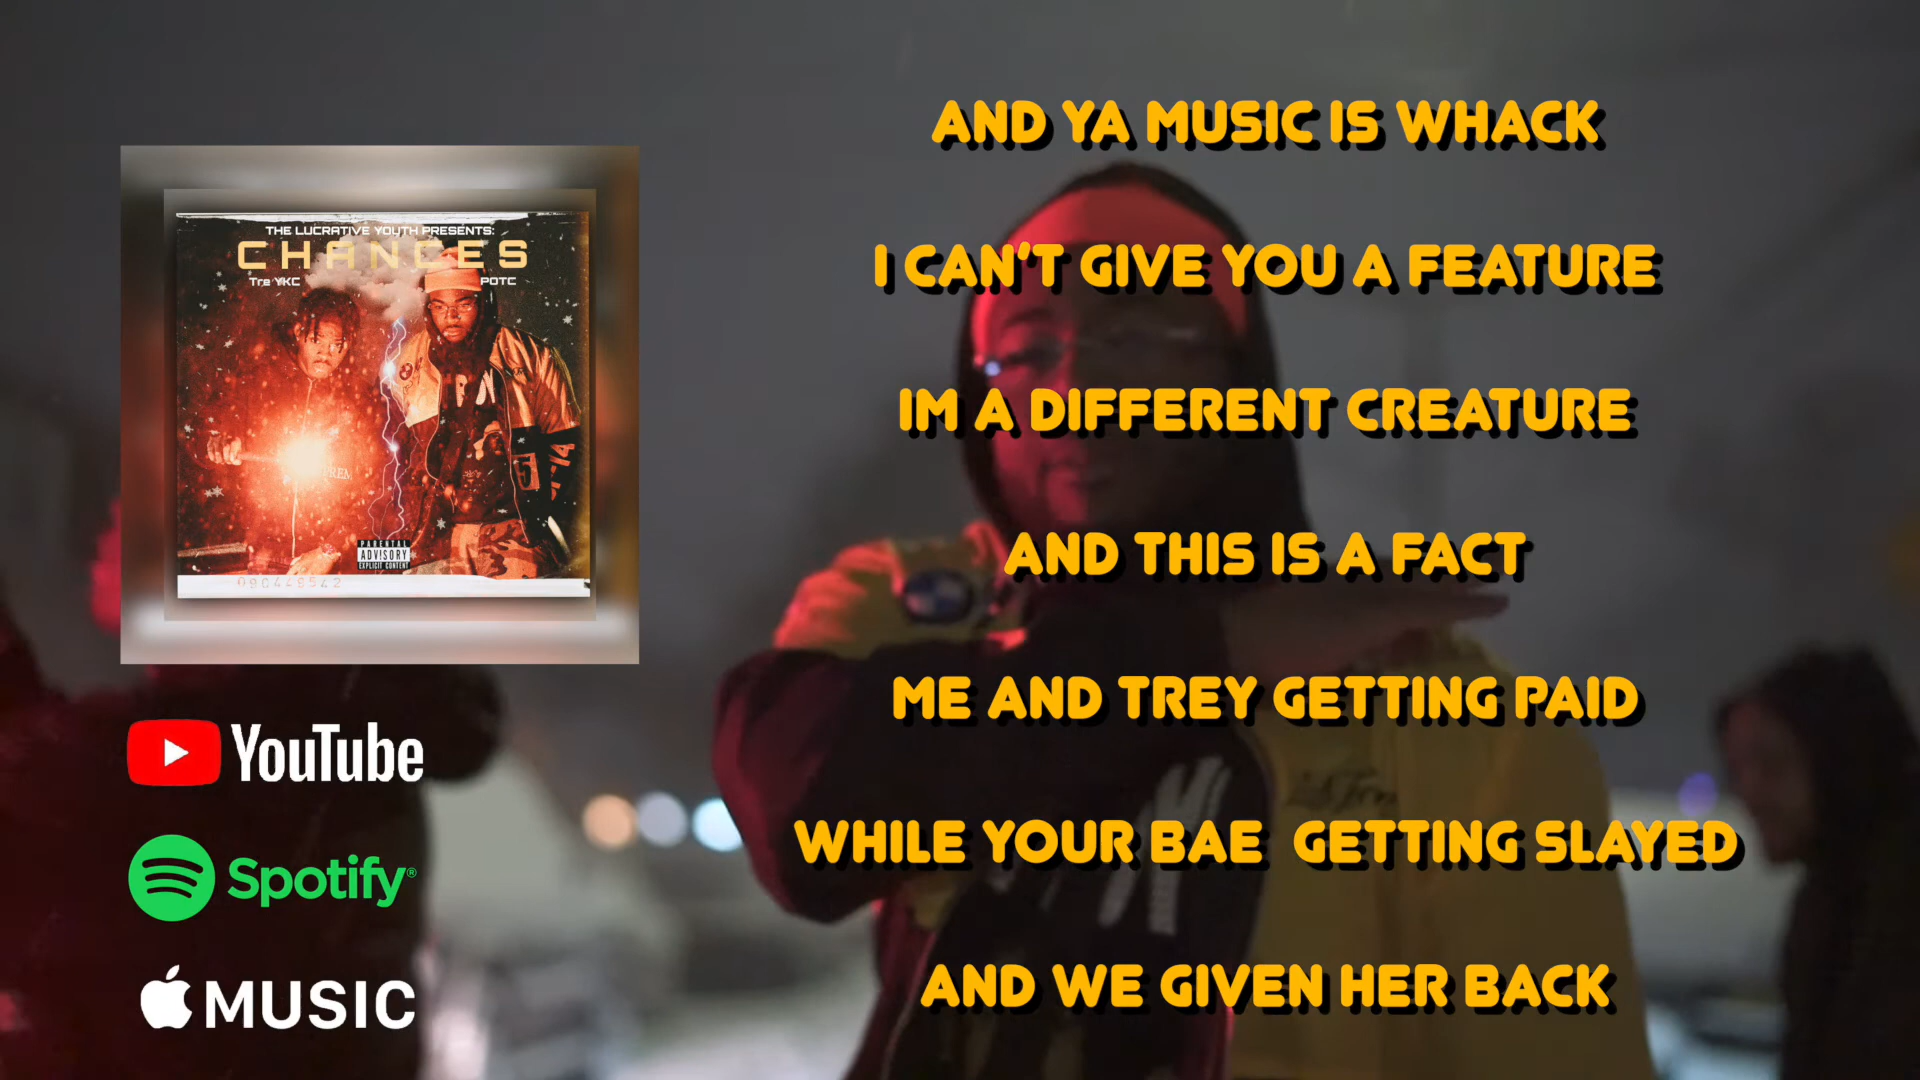 THE LUCRATIVE YOUTH PRESENTS:
CHANCES
Tre YKC
POTC
PARENTAL
ADVISORY
EXPLICIT CONTENT
YouTube
Spotify®
MUSIC
AND YA MUSIC IS WHACK
I CAN'T GIVE YOU A FEATURE
IM A DIFFERENT CREATURE
AND THIS IS A FACT
ME AND TREY GETTING PAID
WHILE YOUR BAE GETTING SLAYED
AND WE GIVEN HER BACK